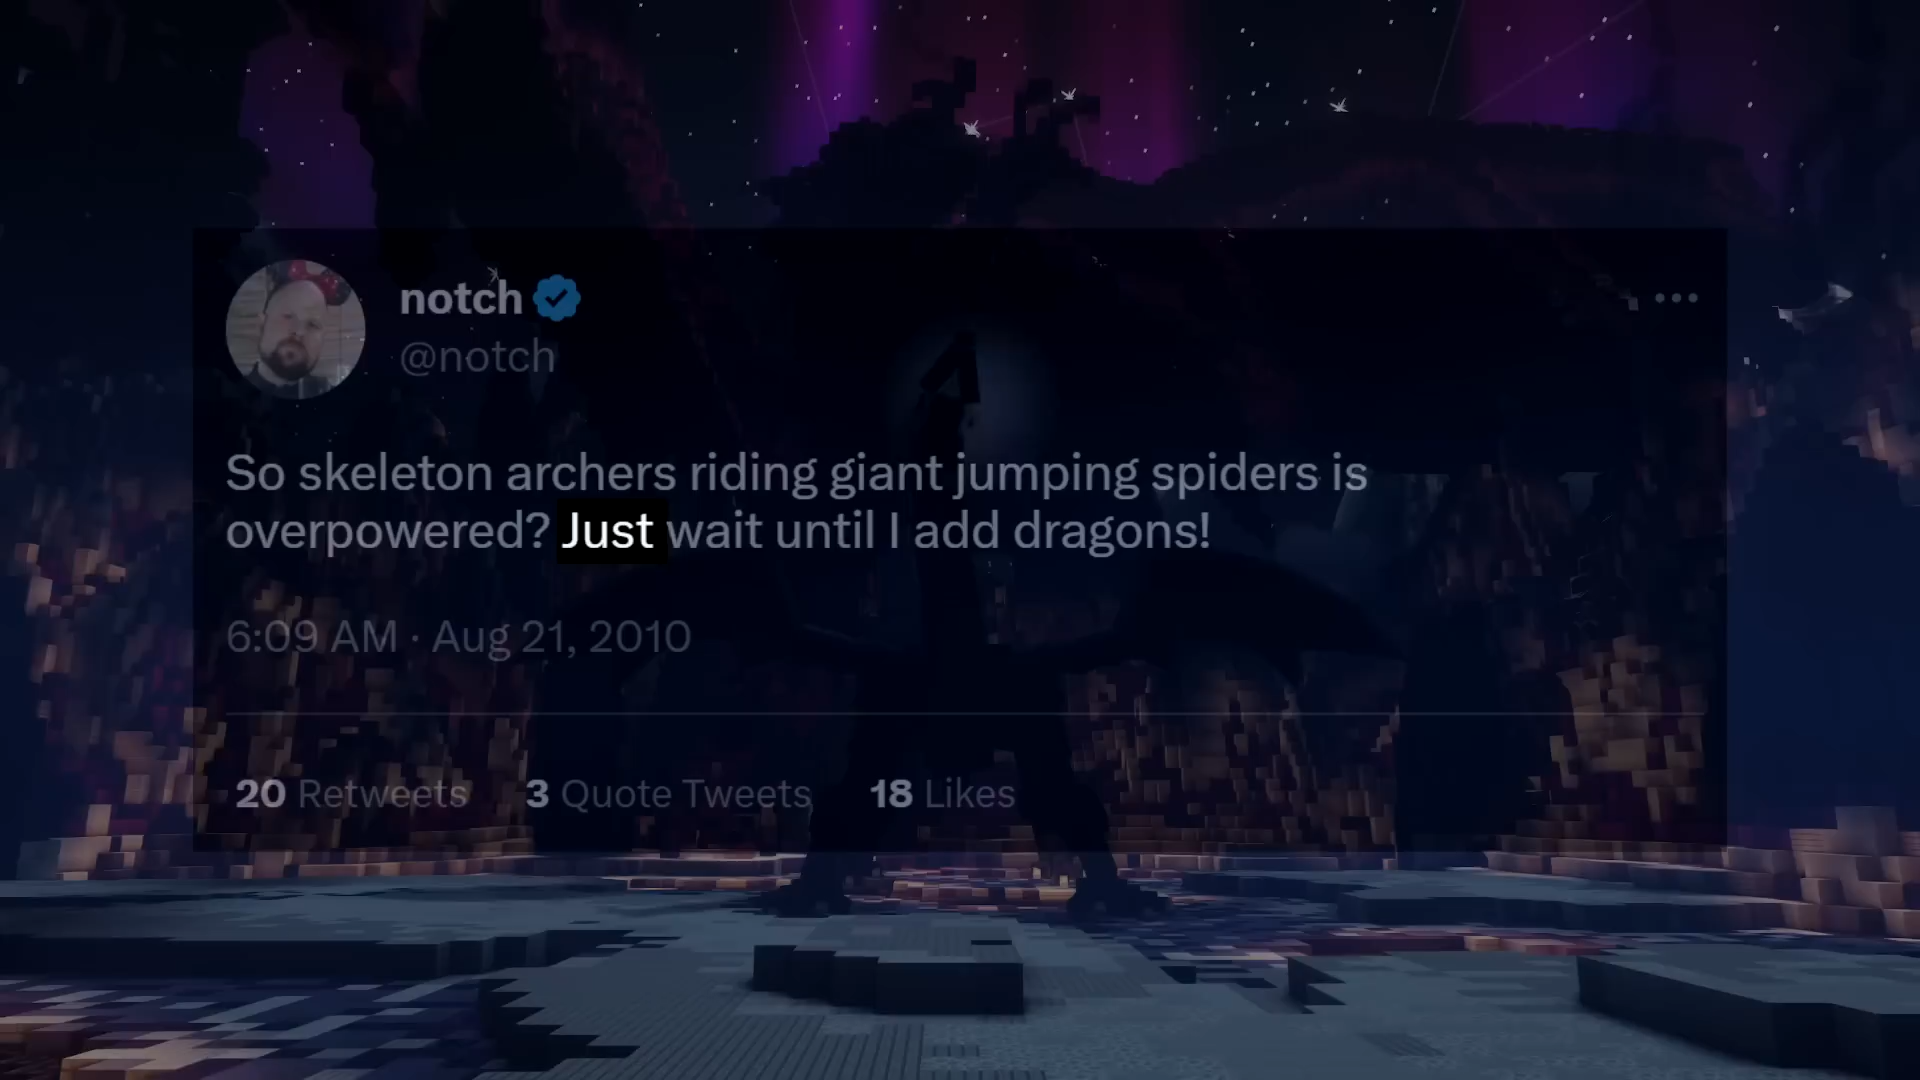 notch
@notch
So skeleton archers riding giant jumping spiders is
overpowered? Just wait until I add dragons!
6:09 AM · Aug 21, 2010
20 Retweets 3 Quote Tweets 18 Likes